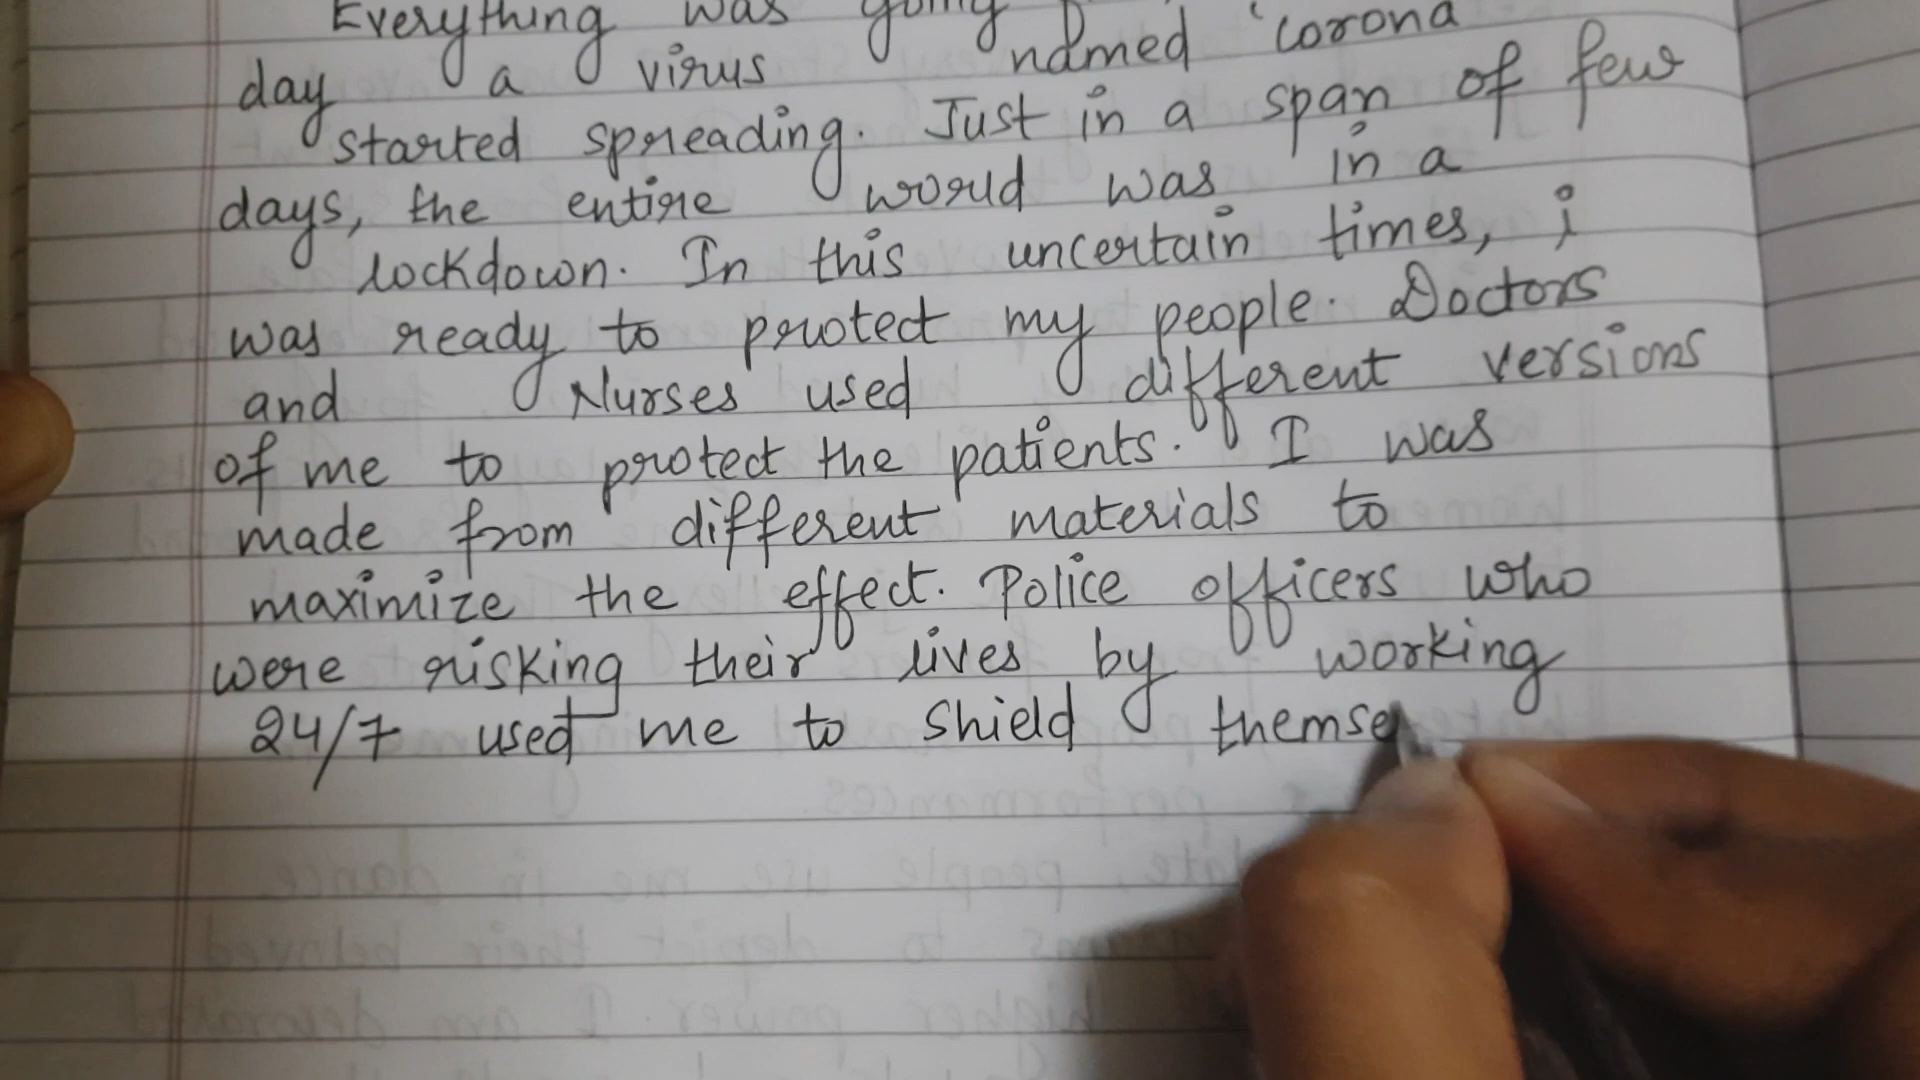 Everything was going
day a virus named 'corona
started spreading. Just in a span of few
days, the entire world was in a
lockdown. In this uncertain times, i
was ready to protect my people. Doctors
and Nurses used different versions
of me to protect the patients. I was
made from different materials to
maximize the effect. Police officers who
were risking their lives by working
24/7 used me to shield themse